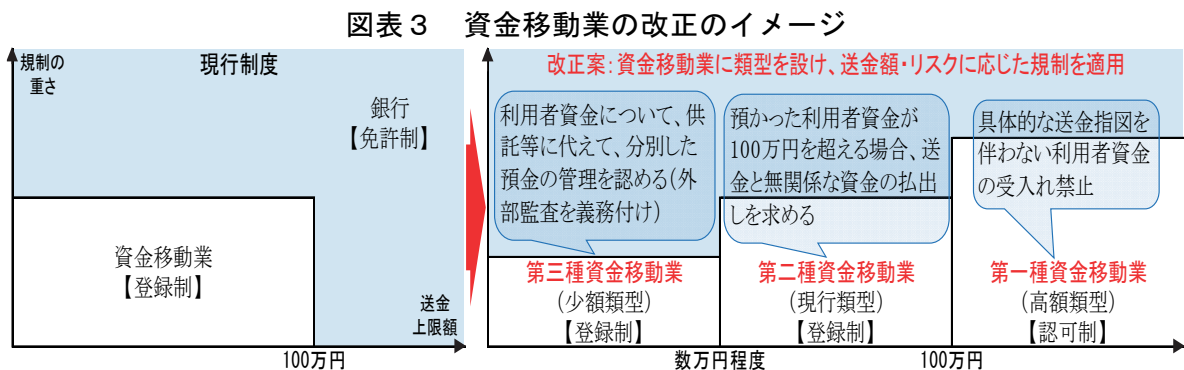 図表3 資金移動業の改正のイメージ
規制の
重さ
現行制度
銀行
【免許制】
資金移動業
【登録制】
送金
上限額
100万円
改正案:資金移動業に類型を設け、送金額・リスクに応じた規制を適用
利用者資金について、供
託等に代えて、分別した
預金の管理を認める(外
部監査を義務付け)
預かった利用者資金が
100万円を超える場合、送
金と無関係な資金の払出
しを求める
具体的な送金指図を
伴わない利用者資金
の受入れ禁止
第三種資金移動業
(少額類型)
【登録制】
第二種資金移動業
(現行類型)
【登録制】
第一種資金移動業
(高額類型)
【認可制】
数万円程度
100万円